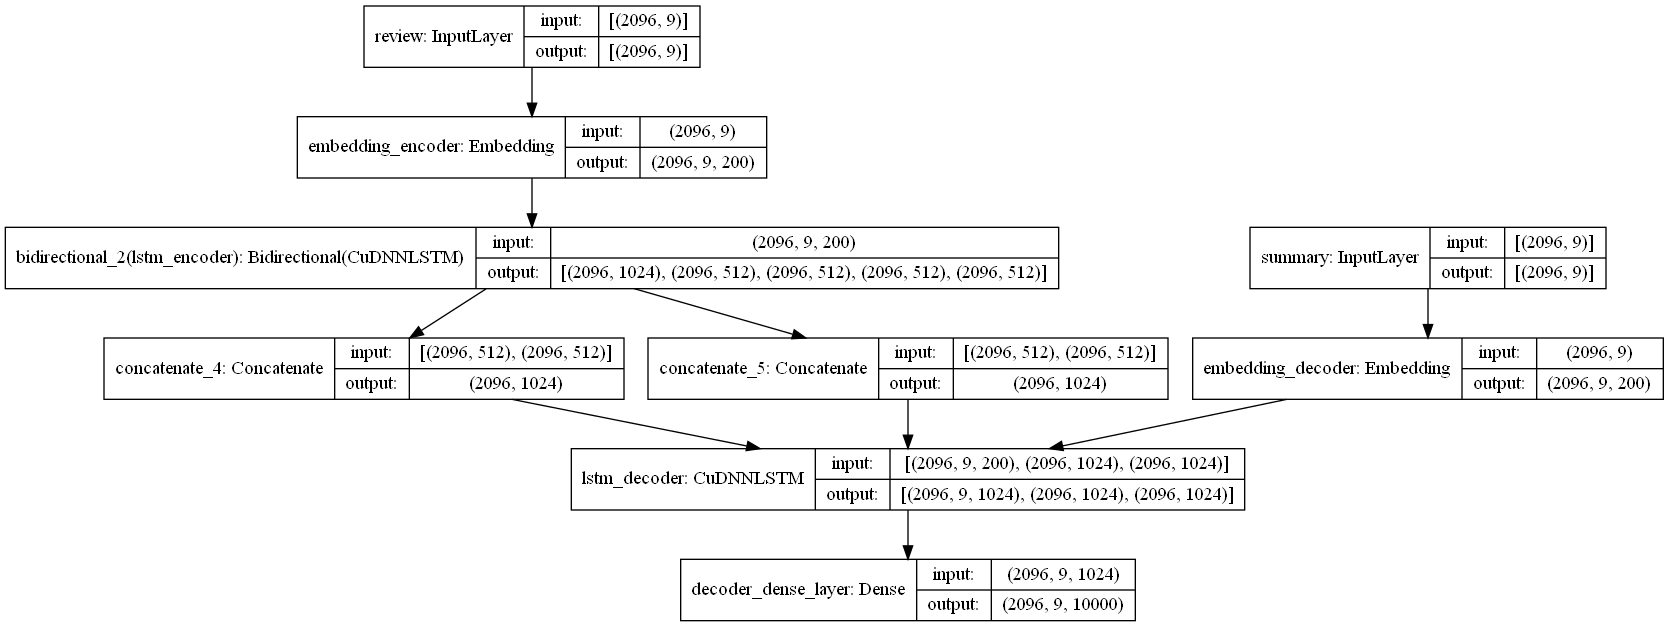 review: InputLayer
input:
[(2096, 9)]
output:
[(2096, 9)]
embedding_encoder: Embedding
input:
(2096, 9)
output:
(2096, 9, 200)
bidirectional_2(lstm_encoder): Bidirectional(CuDNNLSTM)
input:
(2096, 9, 200)
output:
[(2096, 1024), (2096, 512), (2096, 512), (2096, 512), (2096, 512)]
summary: InputLayer
input:
[(2096, 9)]
output:
[(2096, 9)]
concatenate_4: Concatenate
input:
[(2096, 512), (2096, 512)]
output:
(2096, 1024)
concatenate_5: Concatenate
input:
[(2096, 512), (2096, 512)]
output:
(2096, 1024)
embedding_decoder: Embedding
input:
(2096, 9)
output:
(2096, 9, 200)
lstm_decoder: CuDNNLSTM
input:
[(2096, 9, 200), (2096, 1024), (2096, 1024)]
output:
[(2096, 9, 1024), (2096, 1024), (2096, 1024)]
decoder_dense_layer: Dense
input:
(2096, 9, 1024)
output:
(2096, 9, 10000)